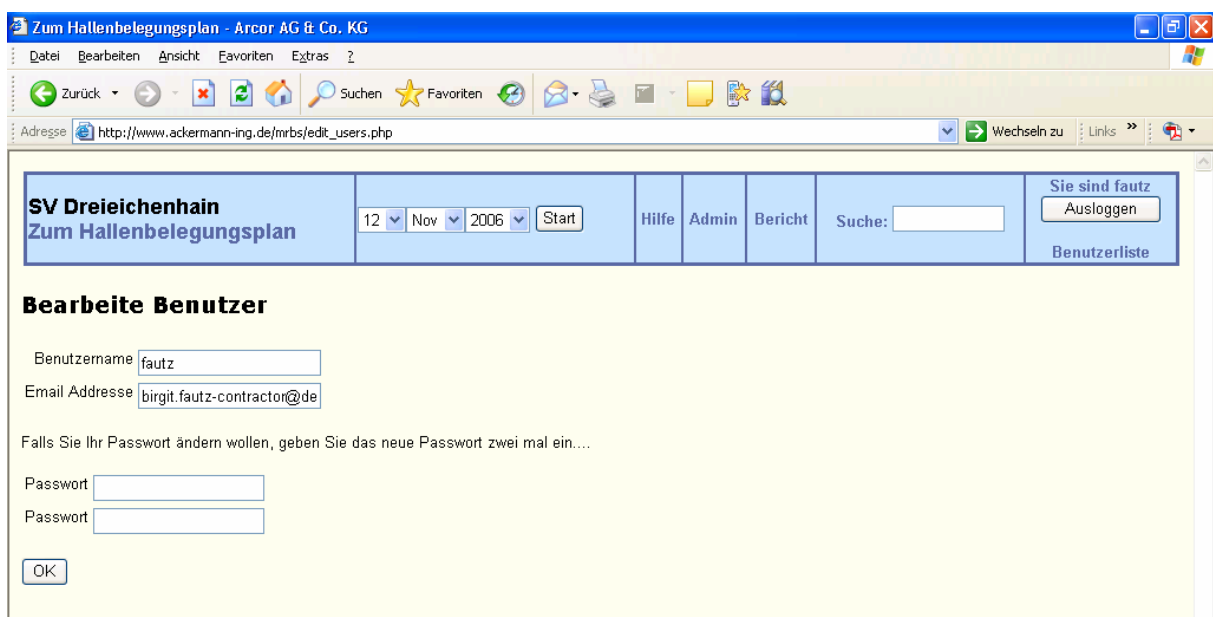 Zum Hallenbelegungsplan - Arcor AG & Co. KG
Datei Bearbeiten Ansicht Favoriten Extras ?
Zurück Suchen Favoriten
Adresse http://www.ackermann-ing.de/mrbs/edit_users.php Wechseln zu Links »
SV Dreieichenhain
Zum Hallenbelegungsplan
12 Nov 2006 Start
Hilfe Admin Bericht Suche:
Sie sind fautz
Ausloggen
Benutzerliste
Bearbeite Benutzer
Benutzername fautz
Email Addresse birgit.fautz-contractor@de
Falls Sie Ihr Passwort ändern wollen, geben Sie das neue Passwort zwei mal ein....
Passwort
Passwort
OK